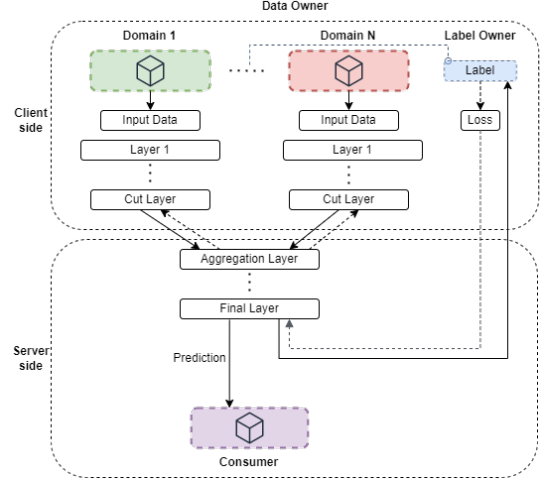 Data Owner
Domain 1
Domain N
Label Owner
Label
Client
side
Input Data
Input Data
Loss
Layer 1
Layer 1
Cut Layer
Cut Layer
Aggregation Layer
Final Layer
Server
side
Prediction
Consumer